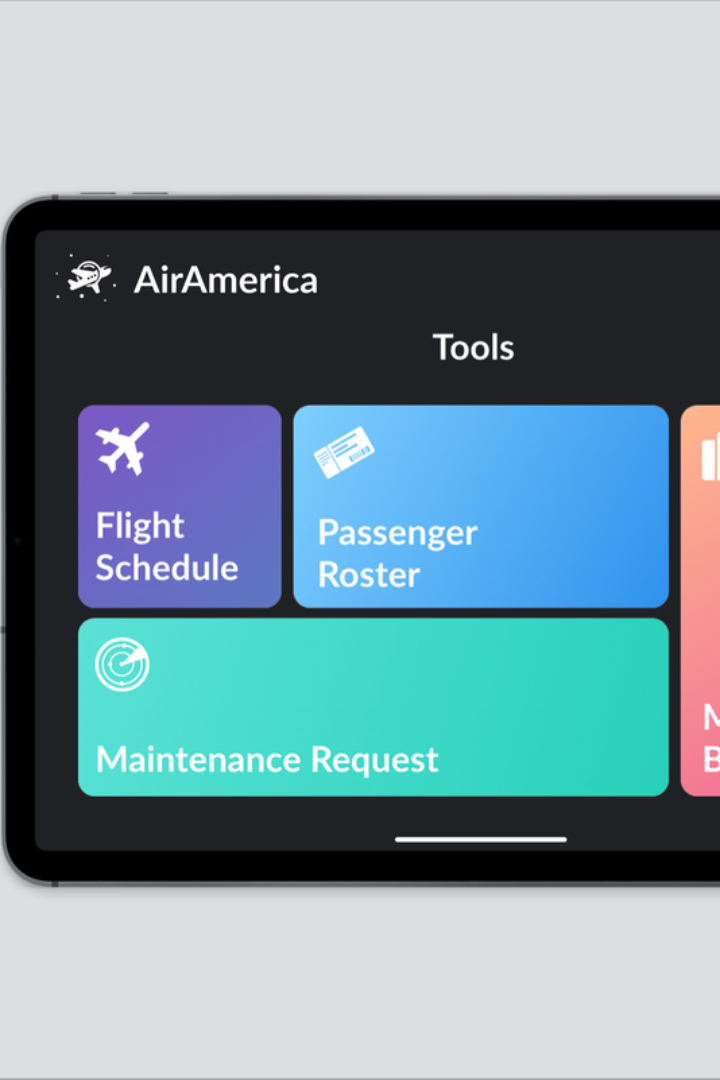 AirAmerica
Tools
Flight
Schedule
Passenger
Roster
Maintenance Request